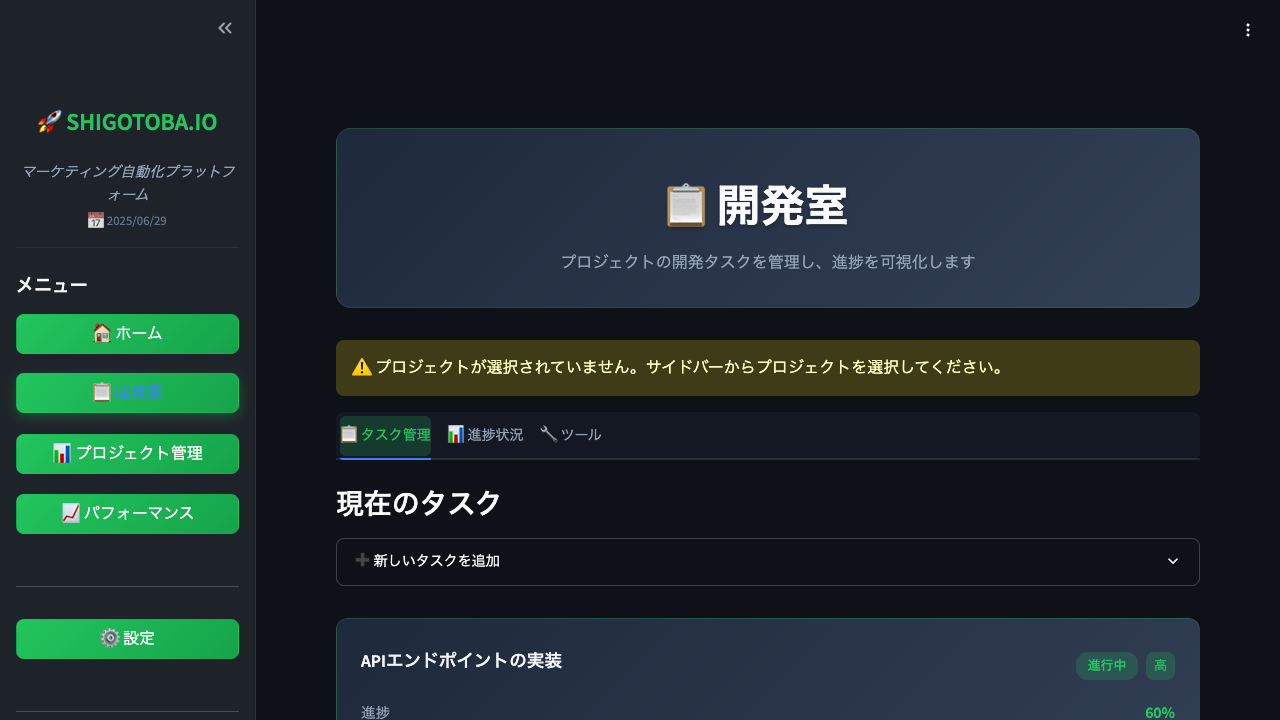 SHIGOTOBA.IO
マーケティング自動化プラットフ
ォーム
2025/06/29
メニュー
ホーム
開発室
プロジェクト管理
パフォーマンス
設定
開発室
プロジェクトの開発タスクを管理し、進捗を可視化します
プロジェクトが選択されていません。サイドバーからプロジェクトを選択してください。
タスク管理 進捗状況 ツール
現在のタスク
新しいタスクを追加
APIエンドポイントの実装 進行中 高
進捗 60%